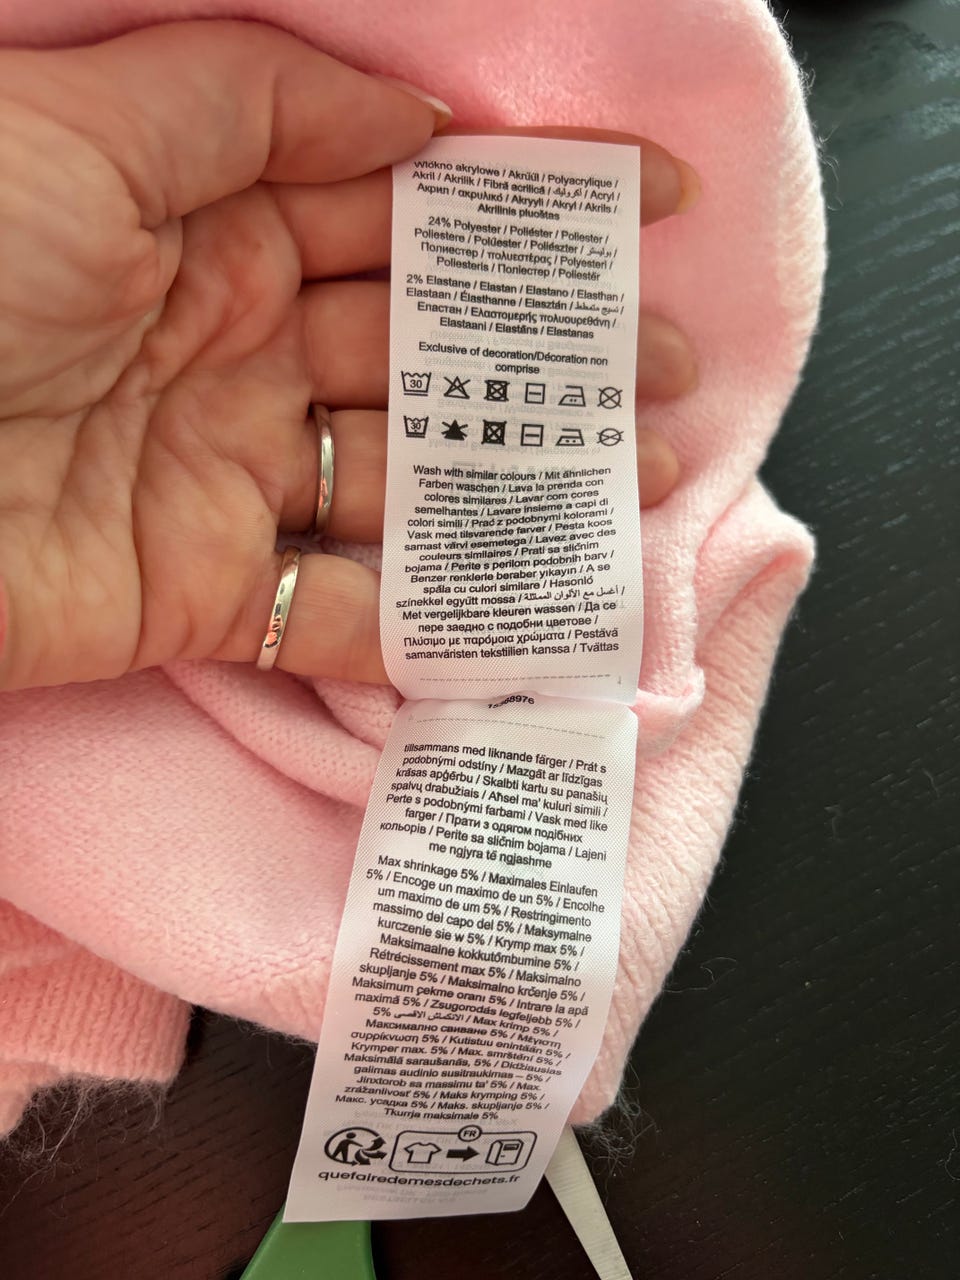 Włókno akrylowe / Akrüül / Polyacrylique /
Akril / Akrilik / Fibră acrilică / أكروليك / Acryl /
Акрил / ακρυλικό / Akryyli / Akryl / Akrils /
Akrilinis pluoštas
24% Polyester / Poliéster / Poliester /
Poliestere / Polüester / Poliészter / بوليستر /
Полиестер / πολυεστέρας / Polyesteri /
Poliesteris / Поліестер / Poliestër
2% Elastane / Elastan / Elastano / Elasthan /
Elastaan / Élasthanne / Elasztán / نسيج متمغط /
Еластан / Ελαστομερής πολυουρεθάνη /
Elastaani / Elastāns / Elastanas
Exclusive of decoration/Décoration non
comprise
30
30
Wash with similar colours / Mit ähnlichen
Farben waschen / Lava la prenda con
colores similares / Lavar com cores
semelhantes / Lavare insieme a capi di
colori simili / Prać z podobnymi kolorami /
Vask med tilsvarende farver / Pesta koos
samast värvi esemetega / Lavez avec des
couleurs similaires / Prati sa sličnim
bojama / Perite s perilom podobnih barv /
Benzer renklerle beraber yıkayın / A se
spăla cu culori similare / Hasonló
színekkel együtt mossa / أغسل مع الألوان المماثلة /
Met vergelijkbare kleuren wassen / Да се
пере заедно с подобни цветове /
Πλύσιμο με παρόμοια χρώματα / Pestävä
samanväristen tekstiilien kanssa / Tvättas
tillsammans med liknande färger / Prát s
podobnými odstíny / Mazgāt ar līdzīgas
krāsas apģērbu / Skalbti kartu su panašių
spalvų drabužiais / Aħsel ma' kuluri simili /
Perte s podobnými farbami / Vask med like
farger / Прати з одягом подібних
кольорів / Perite sa sličnim bojama / Lajeni
me ngjyra të ngjashme
Max shrinkage 5% / Maximales Einlaufen
5% / Encoge un maximo de un 5% / Encolhe
um maximo de um 5% / Restringimento
massimo del capo del 5% / Maksymalne
kurczenie sie w 5% / Krymp max 5% /
Maksimaalne kokkutõmbumine 5% /
Rétrécissement max 5% / Maksimalno
skupljanje 5% / Maksimalno krčenje 5% /
Maksimum çekme oranı 5% / Intrare la apă
maximă 5% / Zsugorodás legfeljebb 5% /
5% الانكماش الاقصى / Max krimp 5% /
Максимално свиване 5% / Μέγιστη
συρρίκνωση 5% / Kutistuu enintään 5% /
Krymper max. 5% / Max. smrštění 5% /
Maksimālā saraušanās, 5% / Didžiausias
galimas audinio susitraukimas – 5% /
Jinxtorob sa massimu ta' 5% / Max.
zrážanlivosť 5% / Maks krymping 5% /
Макс. усадка 5% / Maks. skupljanje 5% /
Tkurrja maksimale 5%
FR
quefairedemesdechets.fr